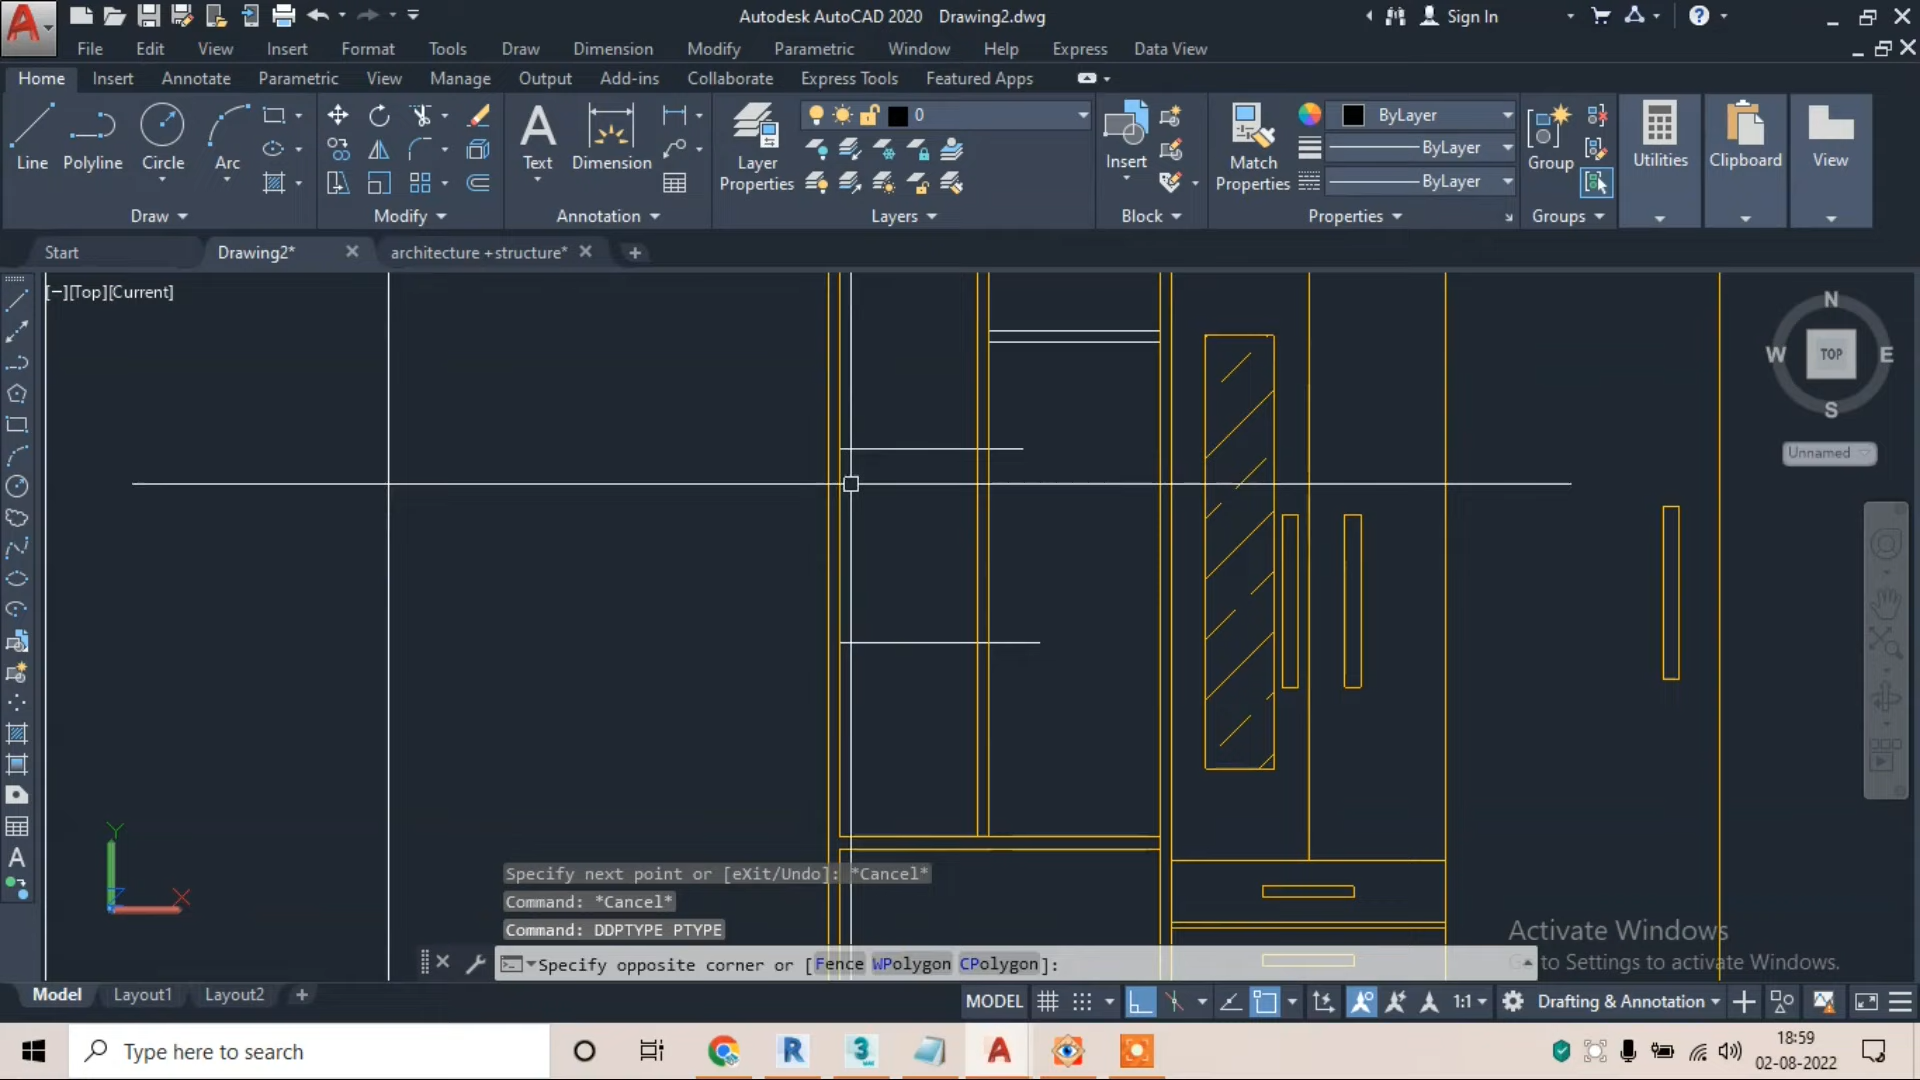 Autodesk AutoCAD 2020 Drawing2.dwg
Sign In
File Edit View Insert Format Tools Draw Dimension Modify Parametric Window Help Express Data View
Home Insert Annotate Parametric View Manage Output Add-ins Collaborate Express Tools Featured Apps
0
ByLayer
ByLayer
ByLayer
Line Polyline Circle Arc
Text Dimension
Layer Properties
Insert
Match Properties
Group
Utilities
Clipboard
View
Draw Modify Annotation Layers Block Properties Groups
Start Drawing2* architecture +structure*
[−][Top][Current]
N
W TOP E
S
Unnamed
Y
X
Z
Specify next point or [eXit/Undo]: *Cancel*
Command: *Cancel*
Command: DDPTYPE PTYPE
Specify opposite corner or [Fence WPolygon CPolygon]:
Activate Windows
Go to Settings to activate Windows.
Model Layout1 Layout2
MODEL 1:1 Drafting & Annotation
Type here to search
R
3
A
18:59
02-08-2022